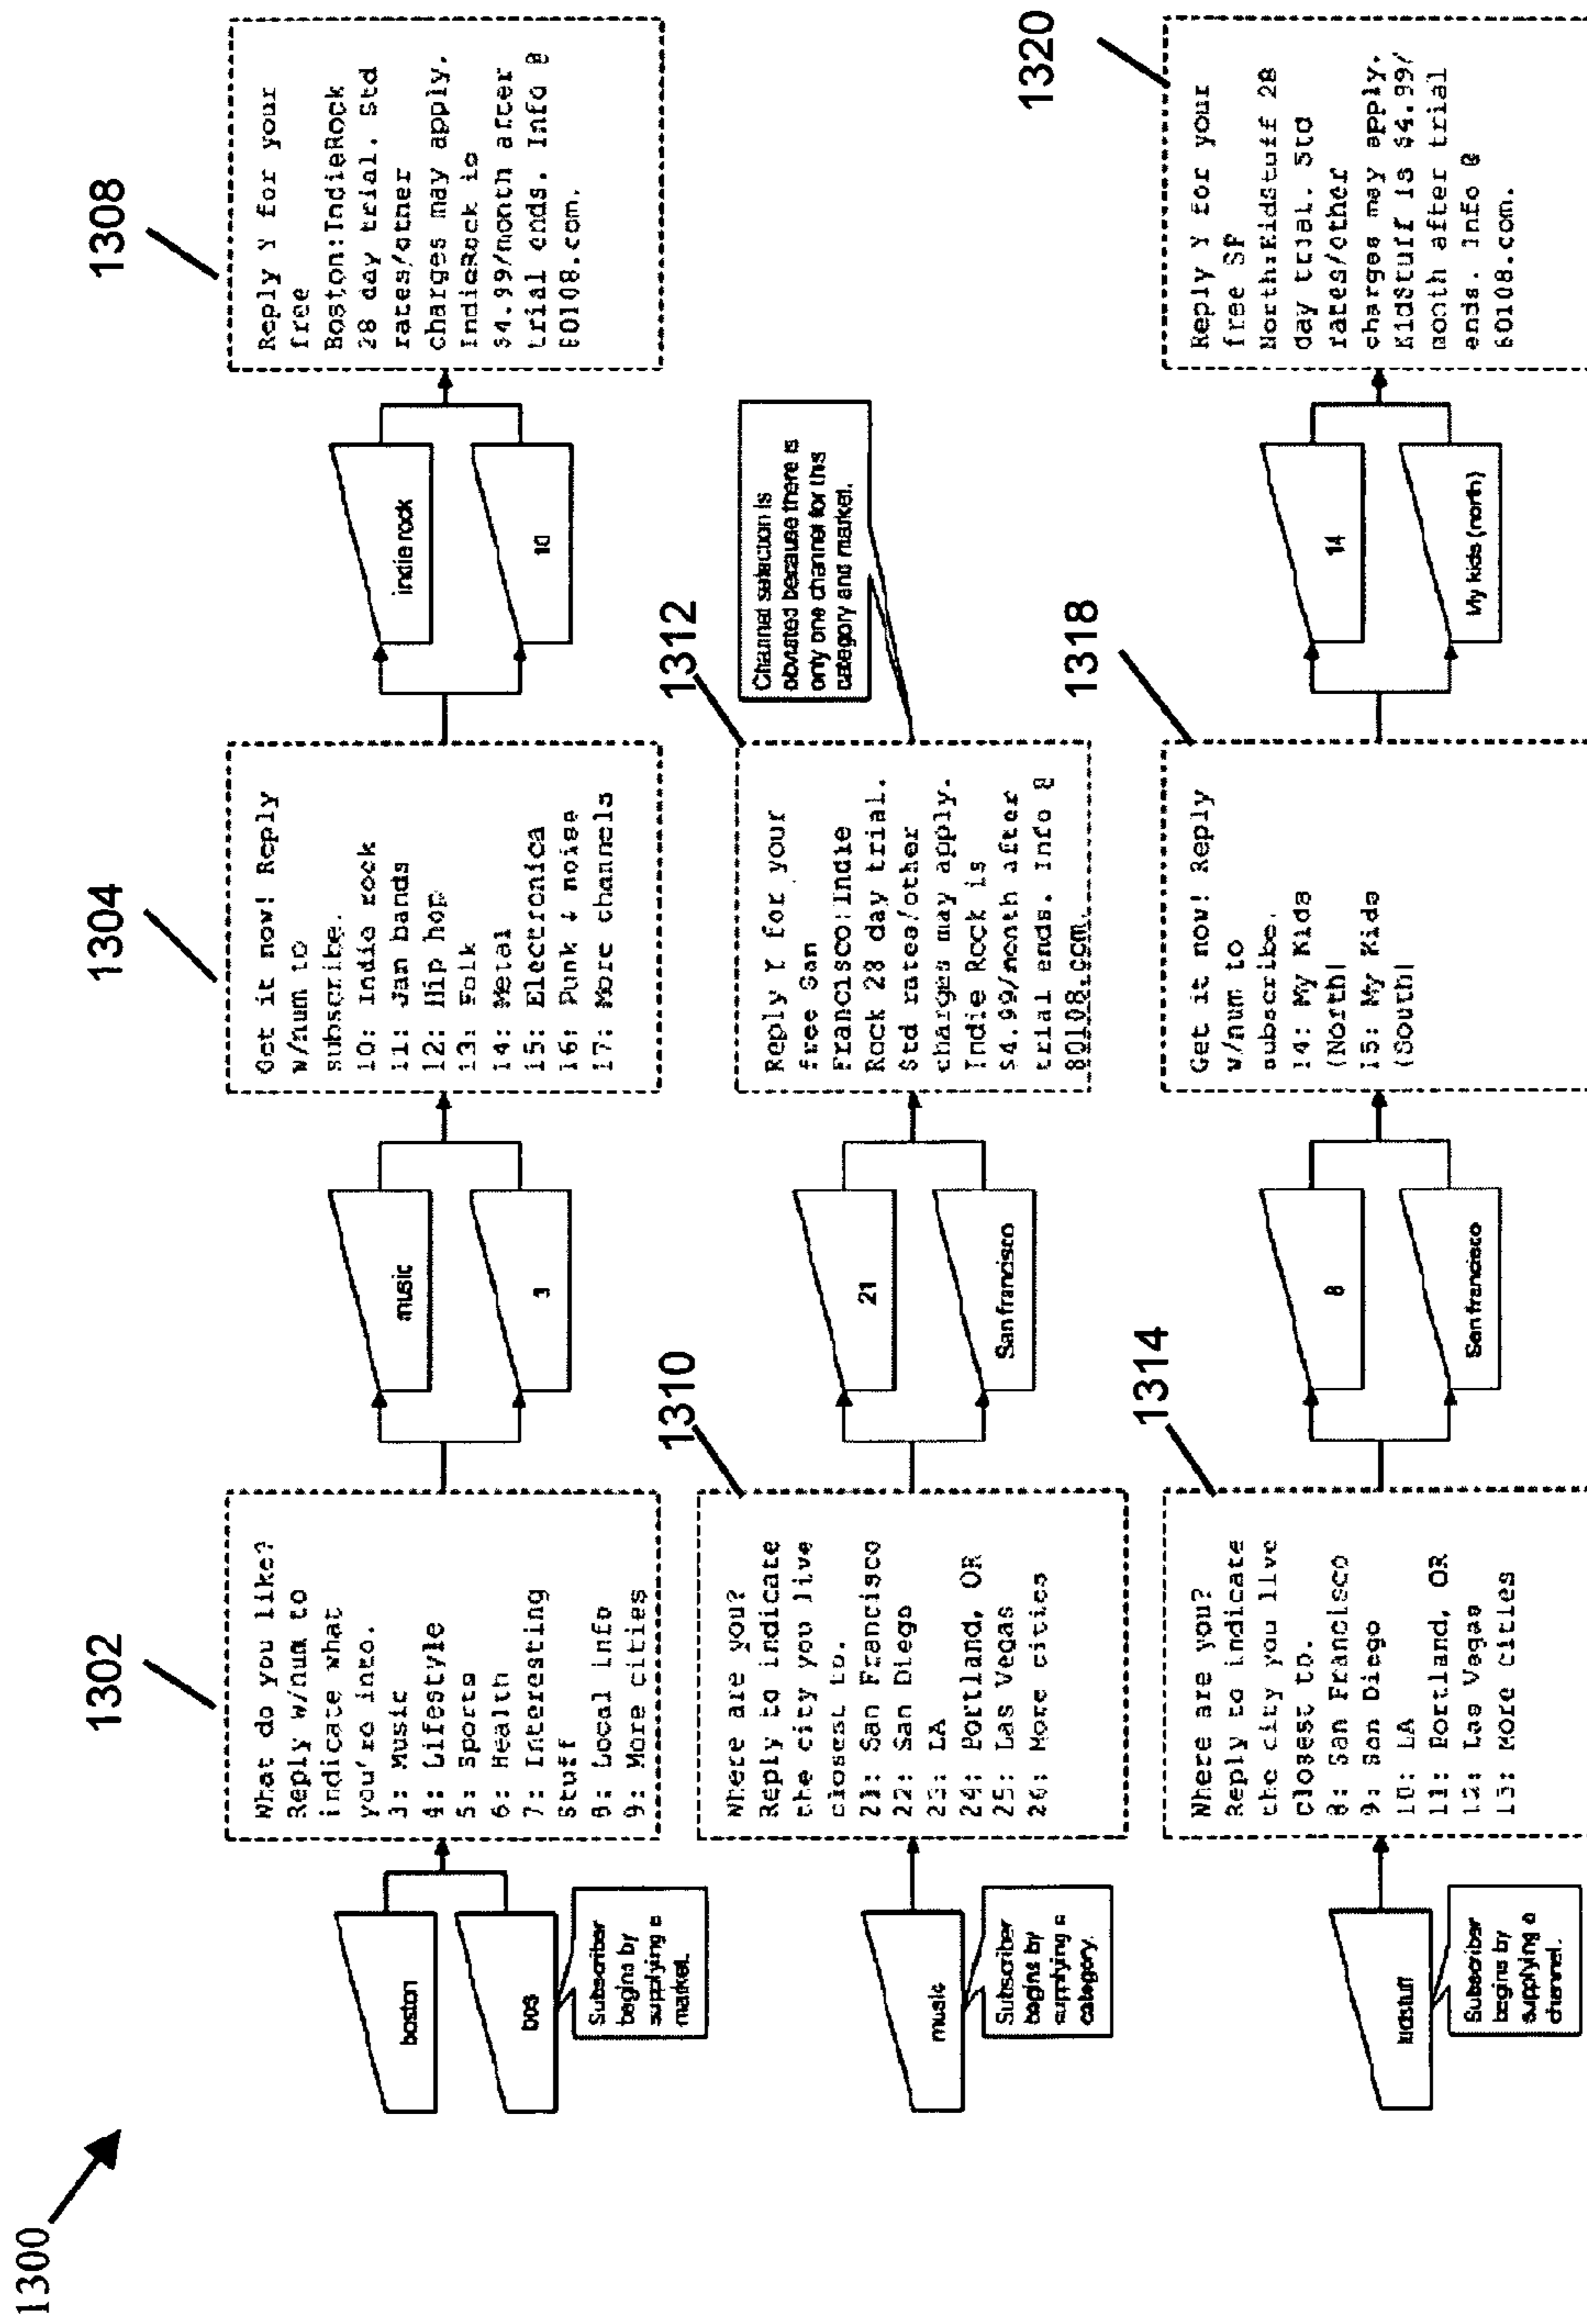 1300
boston
bos
Subscriber
begins by
supplying a
market.
1302
What do you like?
Reply w/num to
indicate what
you're into.
3: Music
4: Lifestyle
5: Sports
6: Health
7: Interesting
Stuff
8: Local info
9: More cities
music
3
1304
Get it now! Reply
w/num to
subscribe.
10: Indie rock
11: Jan bands
12: Hip hop
13: Folk
14: Metal
15: Electronica
16: Punk & noise
17: More channels
indie rock
10
1308
Reply Y for your
free
Boston:IndieRock
28 day trial. Std
rates/other
charges may apply.
IndieRock is
$4.99/month after
trial ends. Info @
80108.com.
music
Subscriber
begins by
supplying a
category.
1310
Where are you?
Reply to indicate
the city you live
closest to.
21: San Francisco
22: San Diego
23: LA
24: Portland, OR
25: Las Vegas
26: More cities
21
San francisco
1312
Reply Y for your
free San
Francisco:Indie
Rock 28 day trial.
Std rates/other
charges may apply.
Indie Rock is
$4.99/month after
trial ends. Info @
80108.com
Channel selection is
obviated because there is
only one channel for this
category and market.
kidstuff
Subscriber
begins by
supplying a
channel.
1314
Where are you?
Reply to indicate
the city you live
closest to.
8: San Francisco
9: San Diego
10: LA
11: Portland, OR
12: Las Vegas
13: More cities
8
San francisco
1318
Get it now! Reply
w/num to
subscribe.
14: My Kids
(North)
15: My Kids
(South)
14
My kids (north)
1320
Reply Y for your
free SF
North:Kidstuff 28
day trial. Std
rates/other
charges may apply.
KidStuff is $4.99/
month after trial
ends. Info @
80108.com.